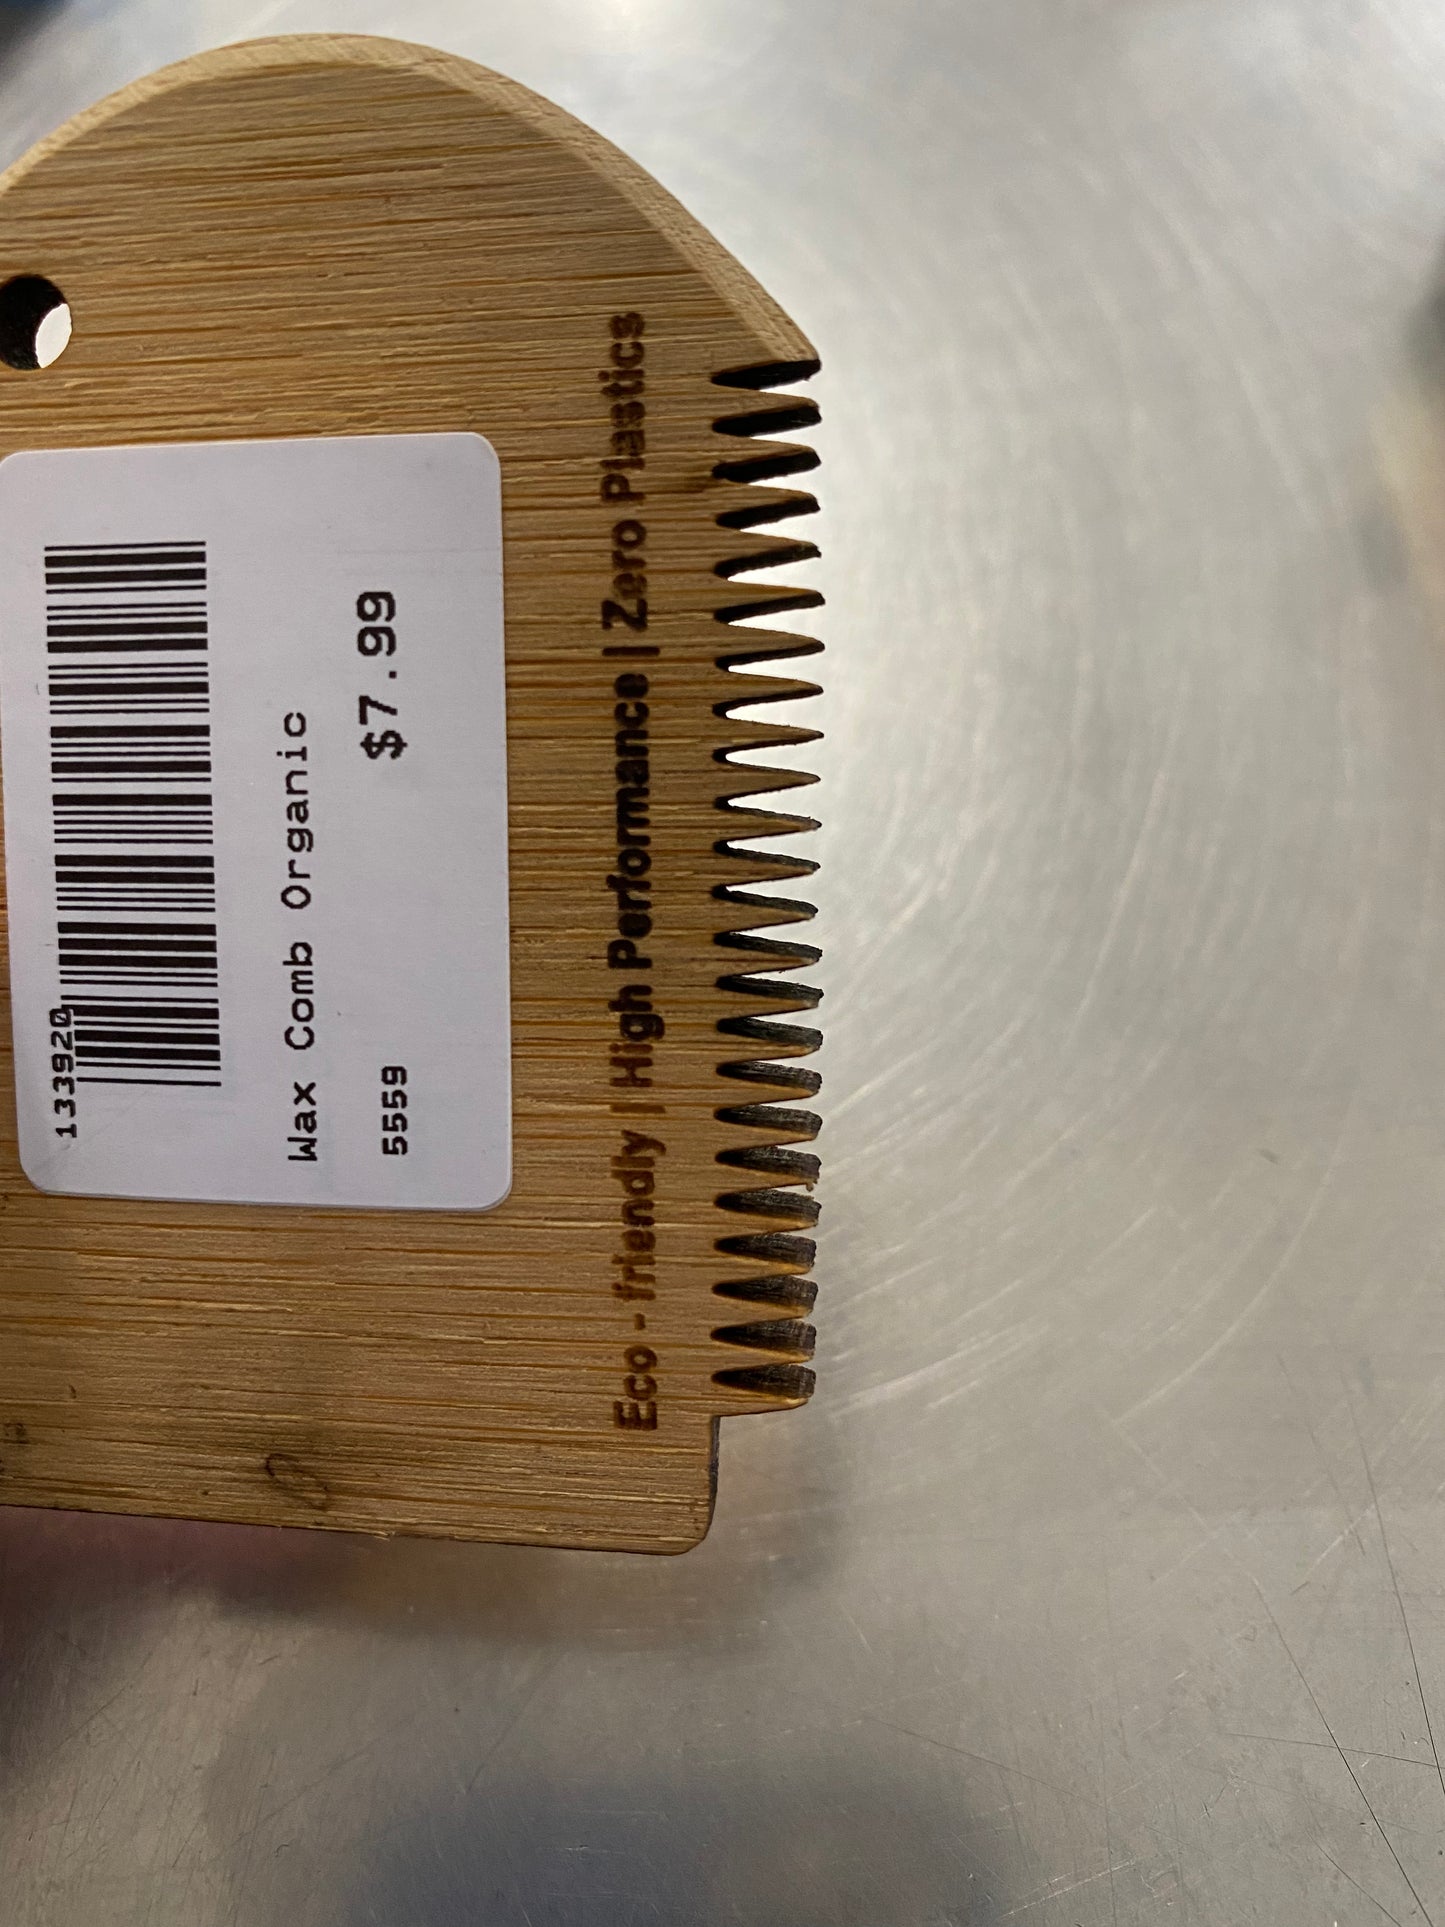 133920
Wax Comb Organic
$7.99
5559
Eco - friendly | High Performance | Zero Plastics